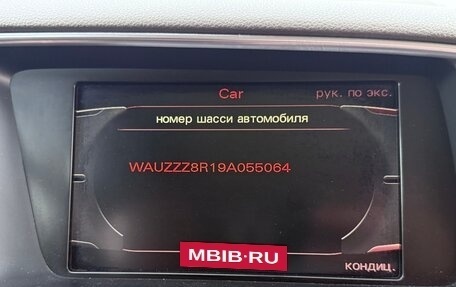 Car рук. по экс.
номер шасси автомобиля
WAUZZZ8R19A055064
MBIB.RU
кондиц.